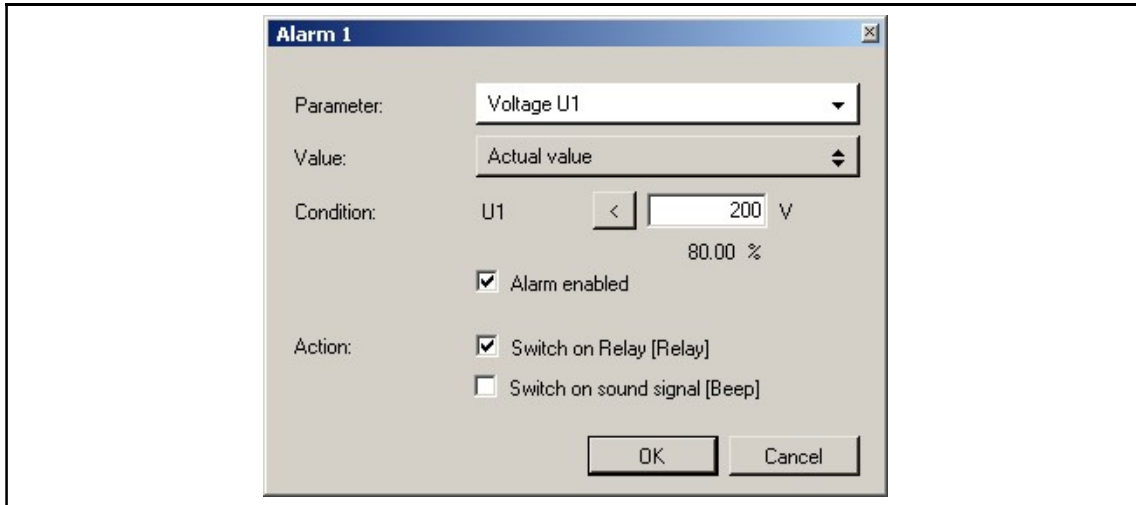 Alarm 1
Parameter: Voltage U1
Value: Actual value
Condition: U1 < 200 V
80.00 %
Alarm enabled
Action: Switch on Relay [Relay]
Switch on sound signal [Beep]
OK Cancel